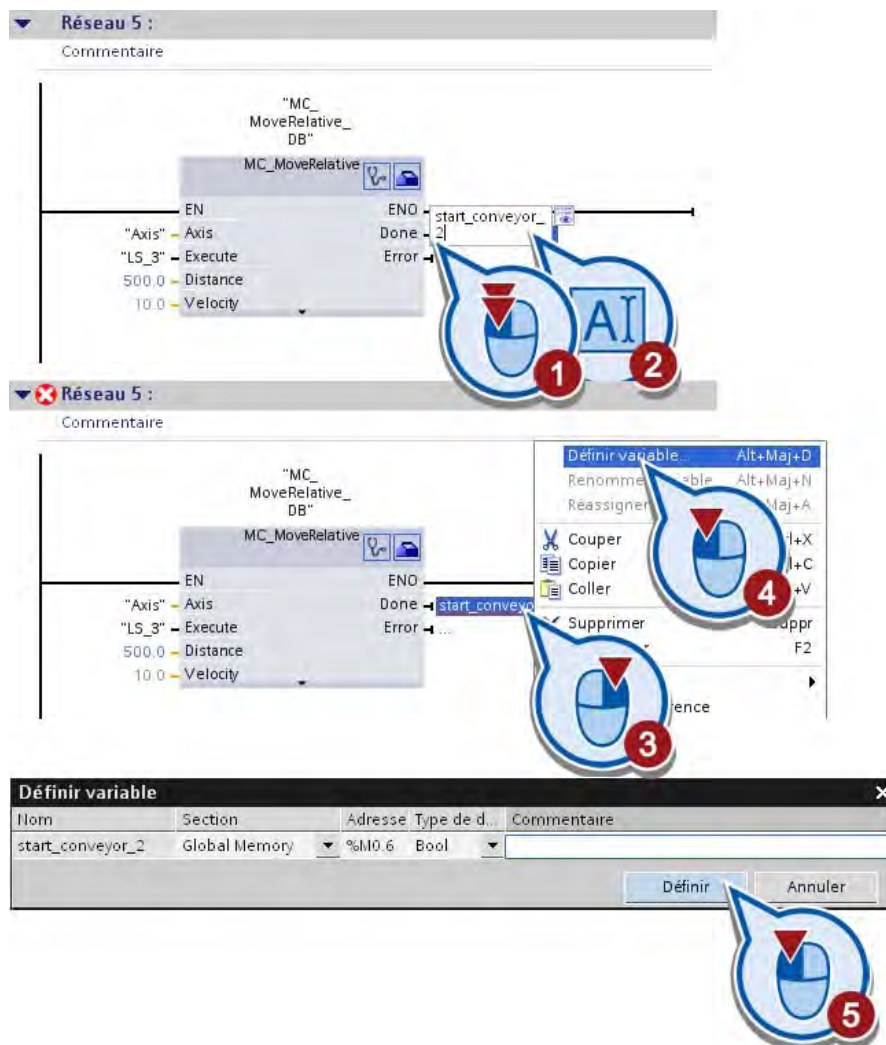 Réseau 5 :
Commentaire
"MC_
MoveRelative_
DB"
MC_MoveRelative
EN
ENO
start_conveyor_
2
"Axis"
Axis
Done
"LS_3"
Execute
Error
500.0
Distance
10.0
Velocity
1
A
2
Réseau 5 :
Commentaire
"MC_
MoveRelative_
DB"
MC_MoveRelative
EN
ENO
"Axis"
Axis
Done
start_conveyo
"LS_3"
Execute
Error
...
500.0
Distance
10.0
Velocity
3
Définir variable...
Alt+Maj+D
Renomme
Alt+Maj+N
Réassigner
Maj+A
Couper
Copier
Coller
Supprimer
F2
4
Définir variable
Nom
Section
Adresse
Type de d...
Commentaire
start_conveyor_2
Global Memory
%M0.6
Bool
Définir
Annuler
5